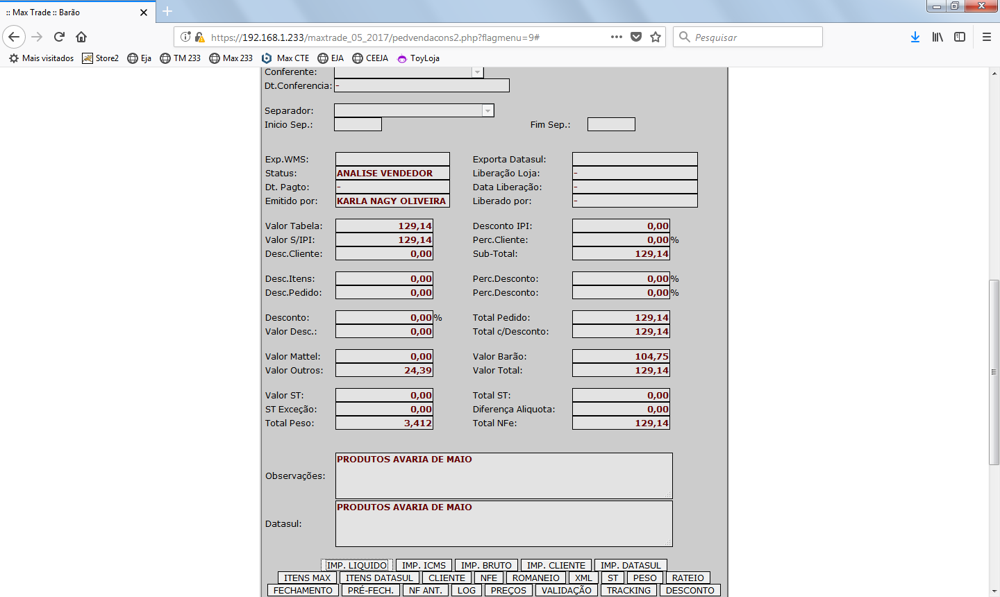 :: Max Trade :: Barão
https://192.168.1.233/maxtrade_05_2017/pedvendacons2.php?flagmenu=9#
Pesquisar
Mais visitados Store2 Eja TM 233 Max 233 Max CTE EJA CEEJA ToyLoja
Conferente:
Dt.Conferencia: -
Separador:
Inicio Sep.: Fim Sep.:
Exp.WMS: Exporta Datasul:
Status: ANALISE VENDEDOR Liberação Loja: -
Dt. Pagto: - Data Liberação: -
Emitido por: KARLA NAGY OLIVEIRA Liberado por: -
Valor Tabela: 129,14 Desconto IPI: 0,00
Valor S/IPI: 129,14 Perc.Cliente: 0,00 %
Desc.Cliente: 0,00 Sub-Total: 129,14
Desc.Itens: 0,00 Perc.Desconto: 0,00 %
Desc.Pedido: 0,00 Perc.Desconto: 0,00 %
Desconto: 0,00 % Total Pedido: 129,14
Valor Desc.: 0,00 Total c/Desconto: 129,14
Valor Mattel: 0,00 Valor Barão: 104,75
Valor Outros: 24,39 Valor Total: 129,14
Valor ST: 0,00 Total ST: 0,00
ST Exceção: 0,00 Diferença Aliquota: 0,00
Total Peso: 3,412 Total NFe: 129,14
Observações: PRODUTOS AVARIA DE MAIO
Datasul: PRODUTOS AVARIA DE MAIO
IMP. LIQUIDO IMP. ICMS IMP. BRUTO IMP. CLIENTE IMP. DATASUL
ITENS MAX ITENS DATASUL CLIENTE NFE ROMANEIO XML ST PESO RATEIO
FECHAMENTO PRÉ-FECH. NF ANT. LOG PREÇOS VALIDAÇÃO TRACKING DESCONTO